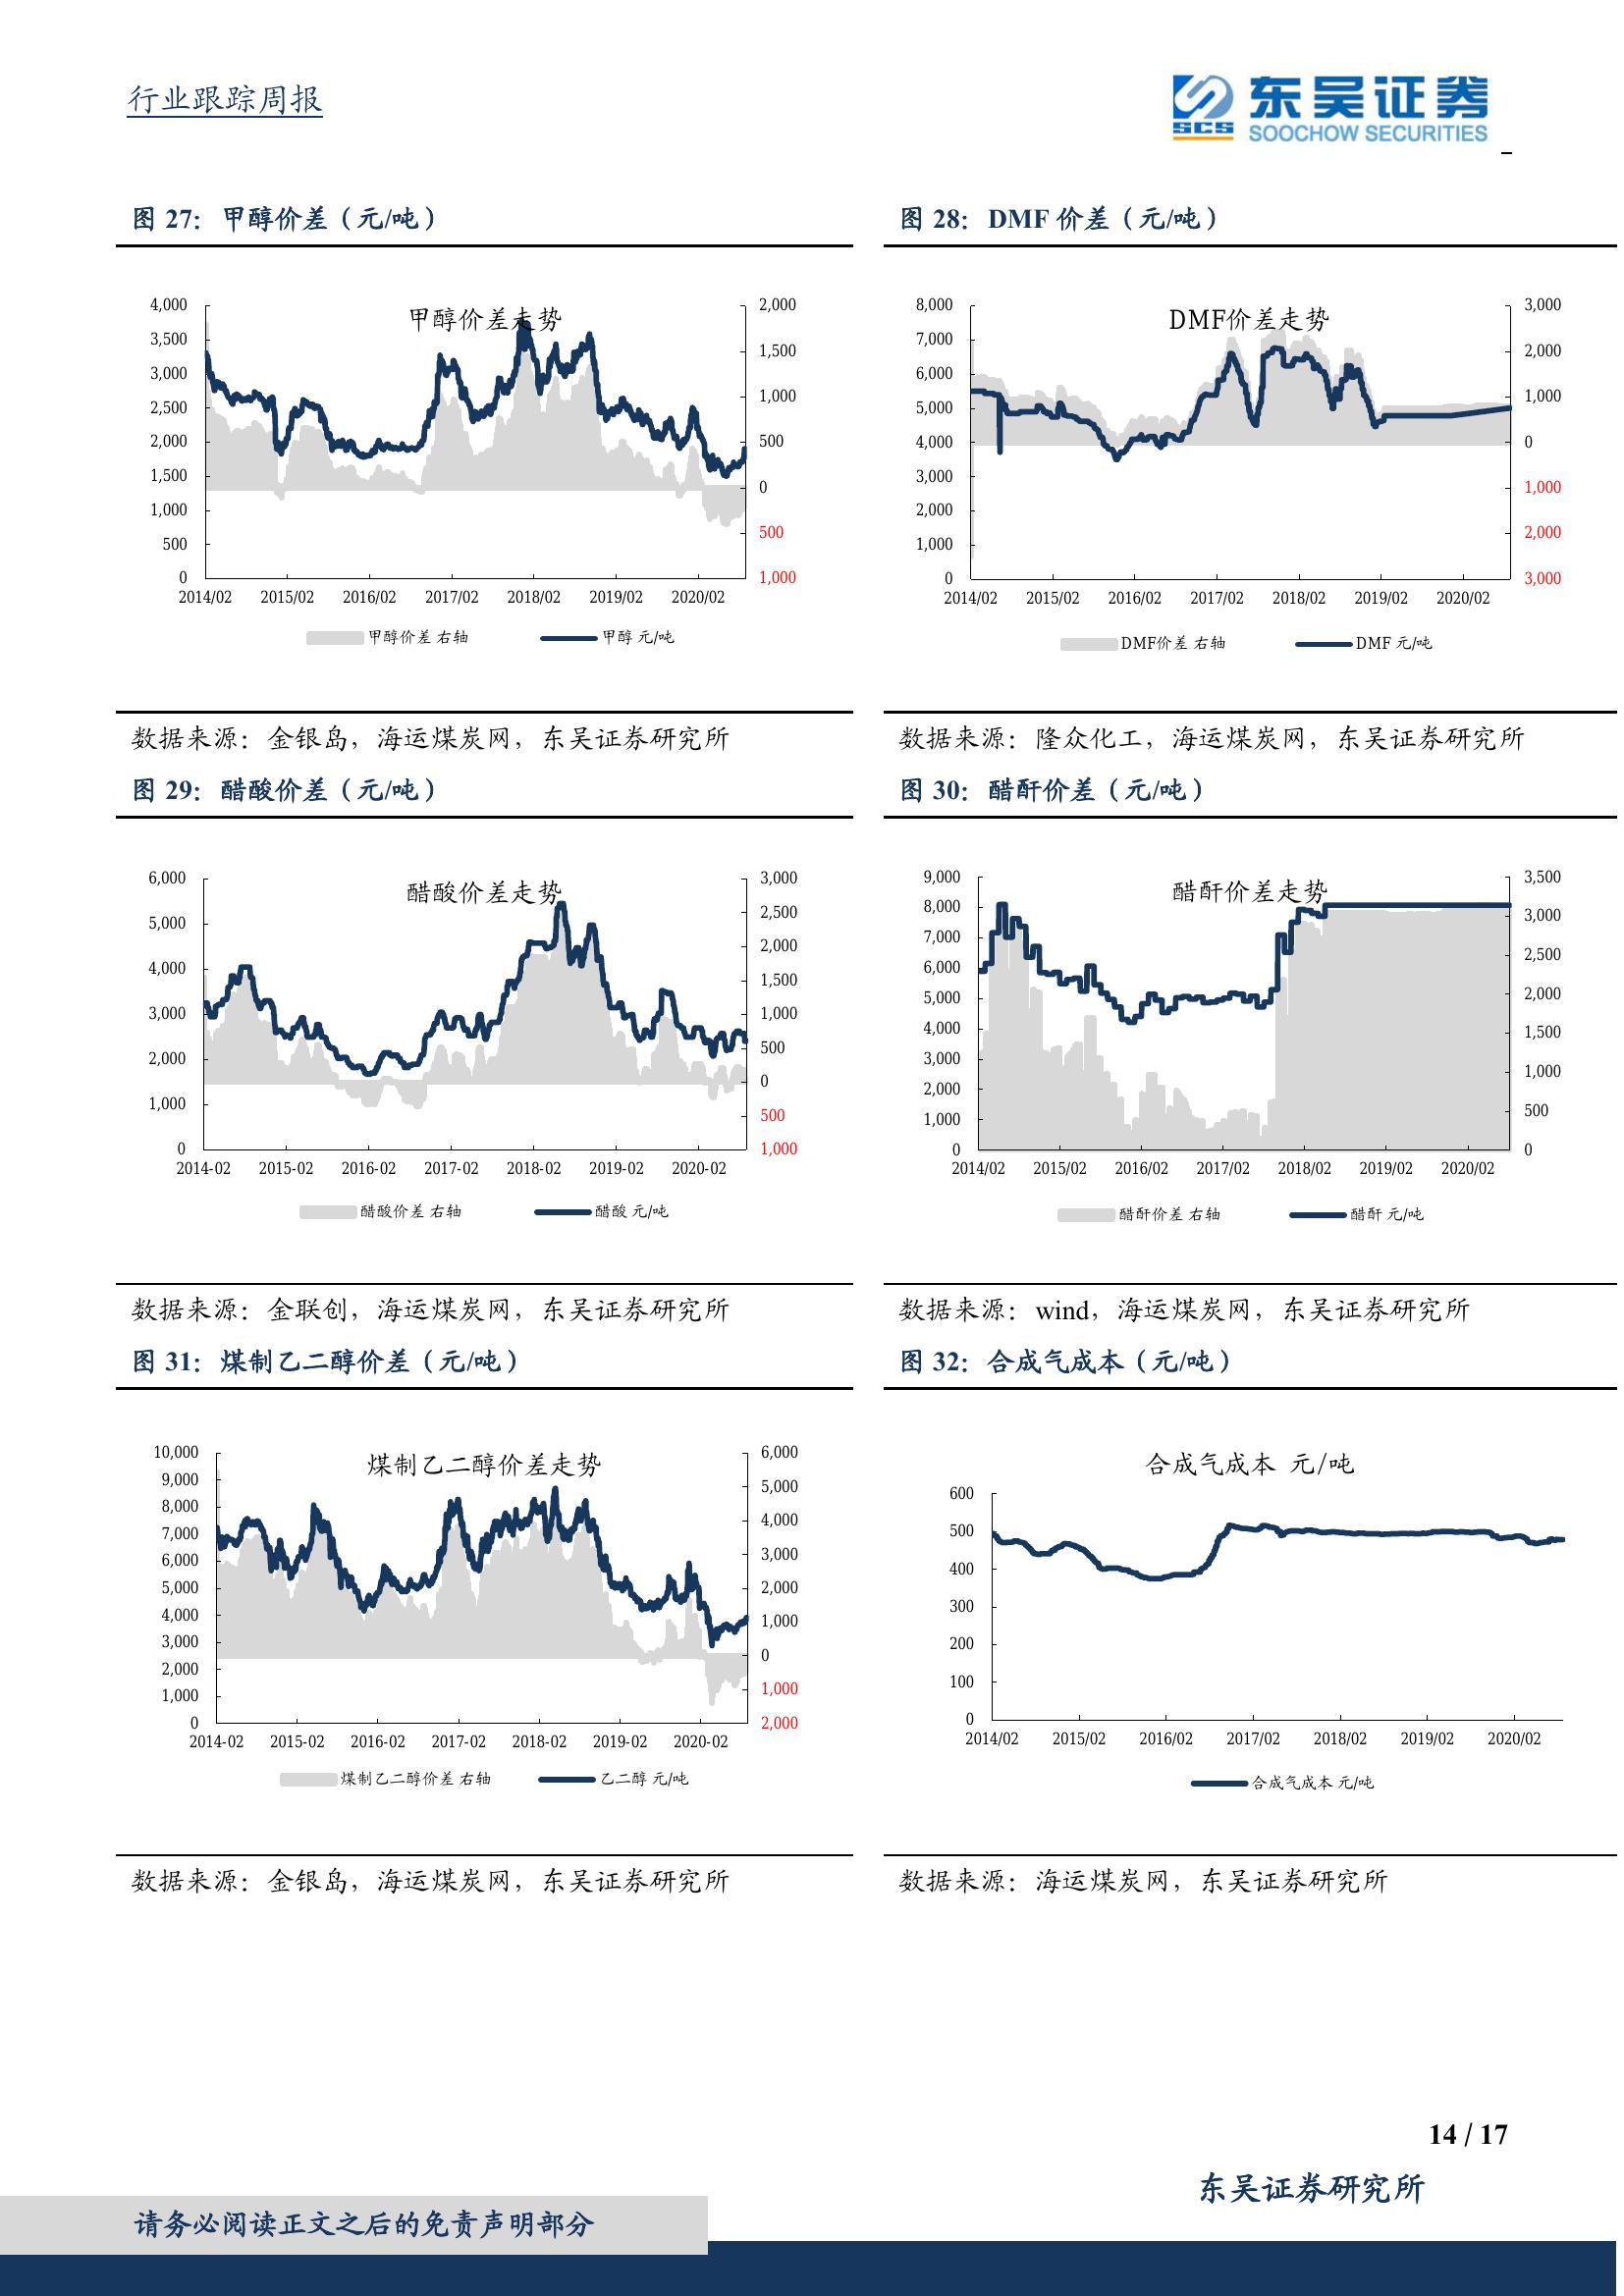 行业跟踪周报
东吴证券
SCS
SOOCHOW SECURITIES
图 27：甲醇价差（元/吨）
甲醇价差走势
4,000
3,500
3,000
2,500
2,000
1,500
1,000
500
0
2,000
1,500
1,000
500
0
500
1,000
2014/02 2015/02 2016/02 2017/02 2018/02 2019/02 2020/02
甲醇价差 右轴 甲醇 元/吨
数据来源：金银岛，海运煤炭网，东吴证券研究所
图 28：DMF 价差（元/吨）
DMF价差走势
8,000
7,000
6,000
5,000
4,000
3,000
2,000
1,000
0
3,000
2,000
1,000
0
1,000
2,000
3,000
2014/02 2015/02 2016/02 2017/02 2018/02 2019/02 2020/02
DMF价差 右轴 DMF 元/吨
数据来源：隆众化工，海运煤炭网，东吴证券研究所
图 29：醋酸价差（元/吨）
醋酸价差走势
6,000
5,000
4,000
3,000
2,000
1,000
0
3,000
2,500
2,000
1,500
1,000
500
0
500
1,000
2014-02 2015-02 2016-02 2017-02 2018-02 2019-02 2020-02
醋酸价差 右轴 醋酸 元/吨
数据来源：金联创，海运煤炭网，东吴证券研究所
图 30：醋酐价差（元/吨）
醋酐价差走势
9,000
8,000
7,000
6,000
5,000
4,000
3,000
2,000
1,000
0
3,500
3,000
2,500
2,000
1,500
1,000
500
0
2014/02 2015/02 2016/02 2017/02 2018/02 2019/02 2020/02
醋酐价差 右轴 醋酐 元/吨
数据来源：wind，海运煤炭网，东吴证券研究所
图 31：煤制乙二醇价差（元/吨）
煤制乙二醇价差走势
10,000
9,000
8,000
7,000
6,000
5,000
4,000
3,000
2,000
1,000
0
6,000
5,000
4,000
3,000
2,000
1,000
0
1,000
2,000
2014-02 2015-02 2016-02 2017-02 2018-02 2019-02 2020-02
煤制乙二醇价差 右轴 乙二醇 元/吨
数据来源：金银岛，海运煤炭网，东吴证券研究所
图 32：合成气成本（元/吨）
合成气成本 元/吨
600
500
400
300
200
100
0
2014/02 2015/02 2016/02 2017/02 2018/02 2019/02 2020/02
合成气成本 元/吨
数据来源：海运煤炭网，东吴证券研究所
14 / 17
东吴证券研究所
请务必阅读正文之后的免责声明部分